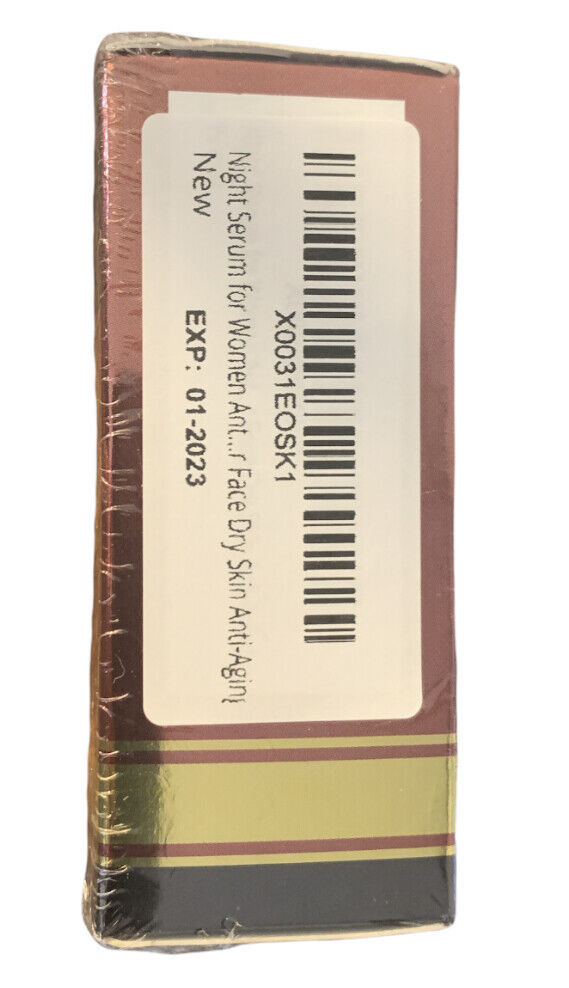 X0031EOSK1
Night Serum for Women Ant...r Face Dry Skin Anti-Aging
New
EXP: 01-2023